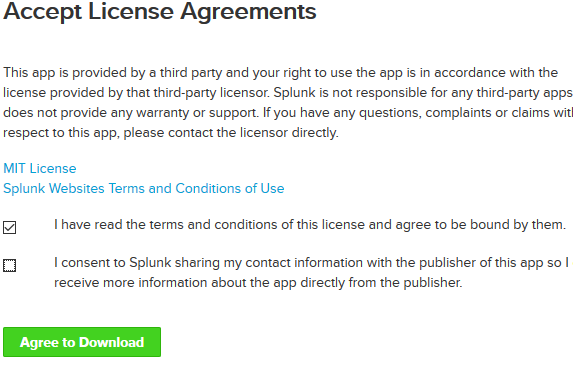 Accept License Agreements
This app is provided by a third party and your right to use the app is in accordance with the
license provided by that third-party licensor. Splunk is not responsible for any third-party apps
does not provide any warranty or support. If you have any questions, complaints or claims wit
respect to this app, please contact the licensor directly.
MIT License
Splunk Websites Terms and Conditions of Use
I have read the terms and conditions of this license and agree to be bound by them.
I consent to Splunk sharing my contact information with the publisher of this app so I
receive more information about the app directly from the publisher.
Agree to Download